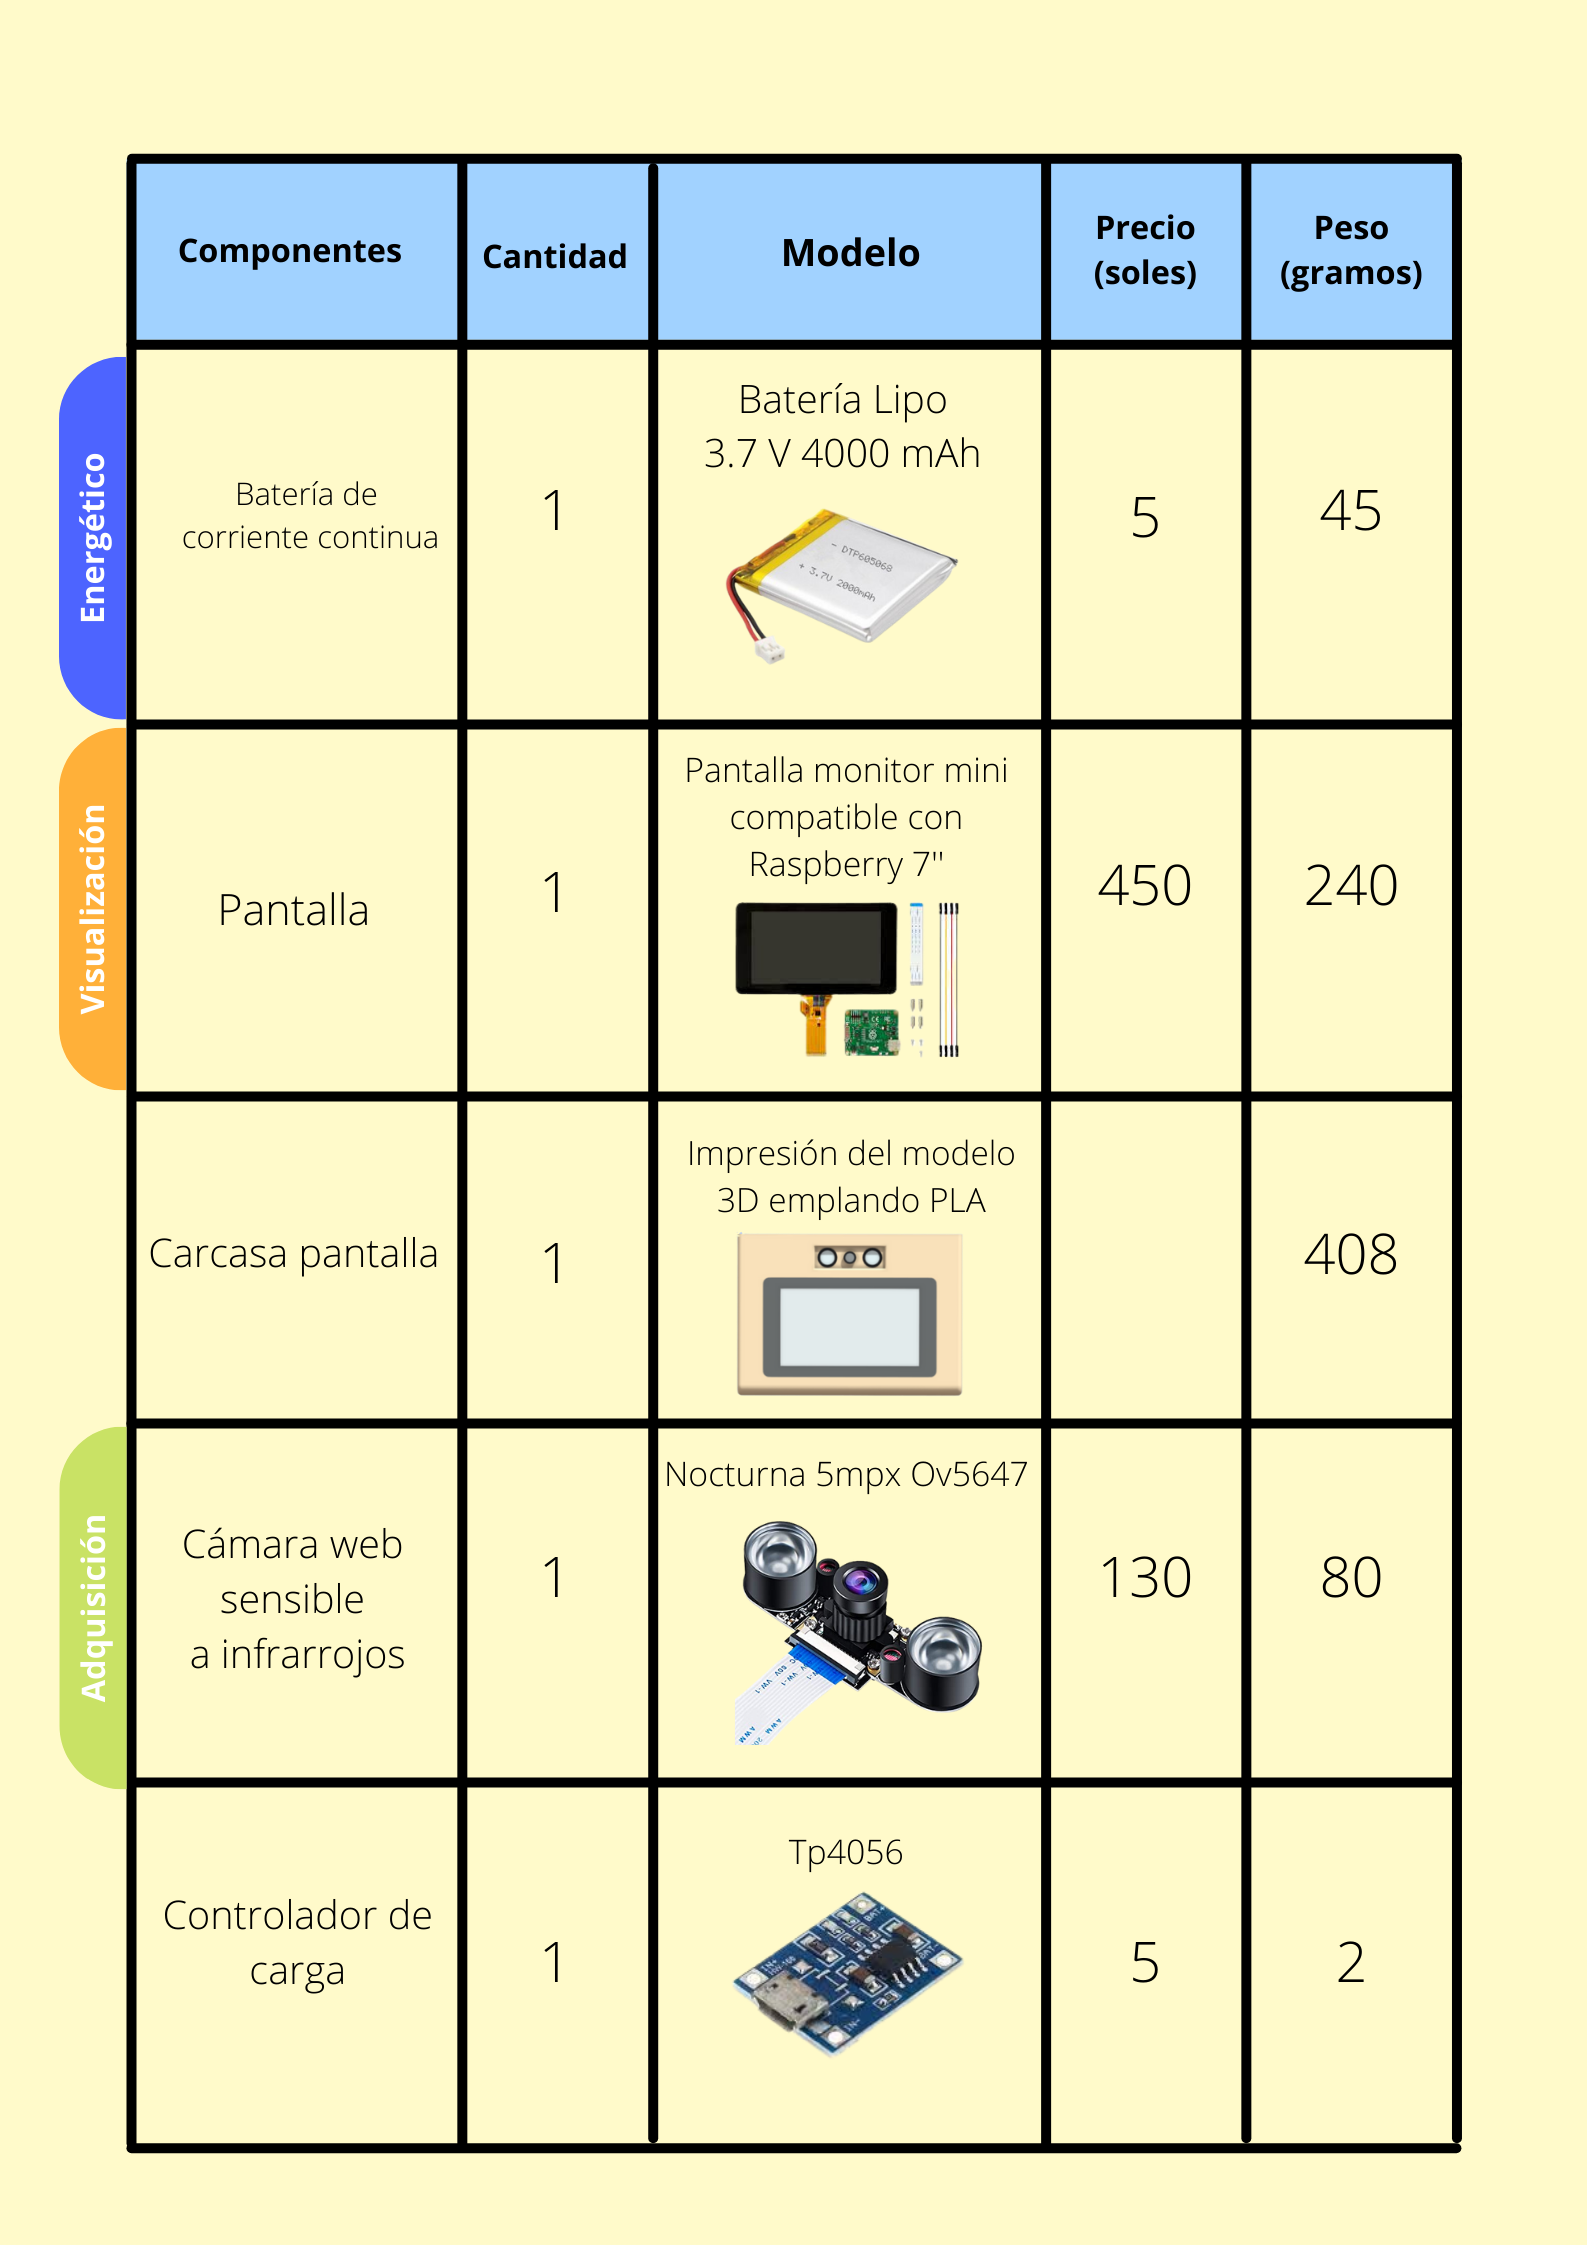 Componentes
Cantidad
Modelo
Precio
(soles)
Peso
(gramos)
Energético
Batería de
corriente continua
1
Batería Lipo
3.7 V 4000 mAh
- DTP605068
+ 3.7V 2000mAh
5
45
Visualización
Pantalla
1
Pantalla monitor mini
compatible con
Raspberry 7"
450
240
Carcasa pantalla
1
Impresión del modelo
3D emplando PLA
408
Adquisición
Cámara web
sensible
a infrarrojos
1
Nocturna 5mpx Ov5647
130
80
Controlador de
carga
1
Tp4056
BAT+
IN+
IN-
5
2